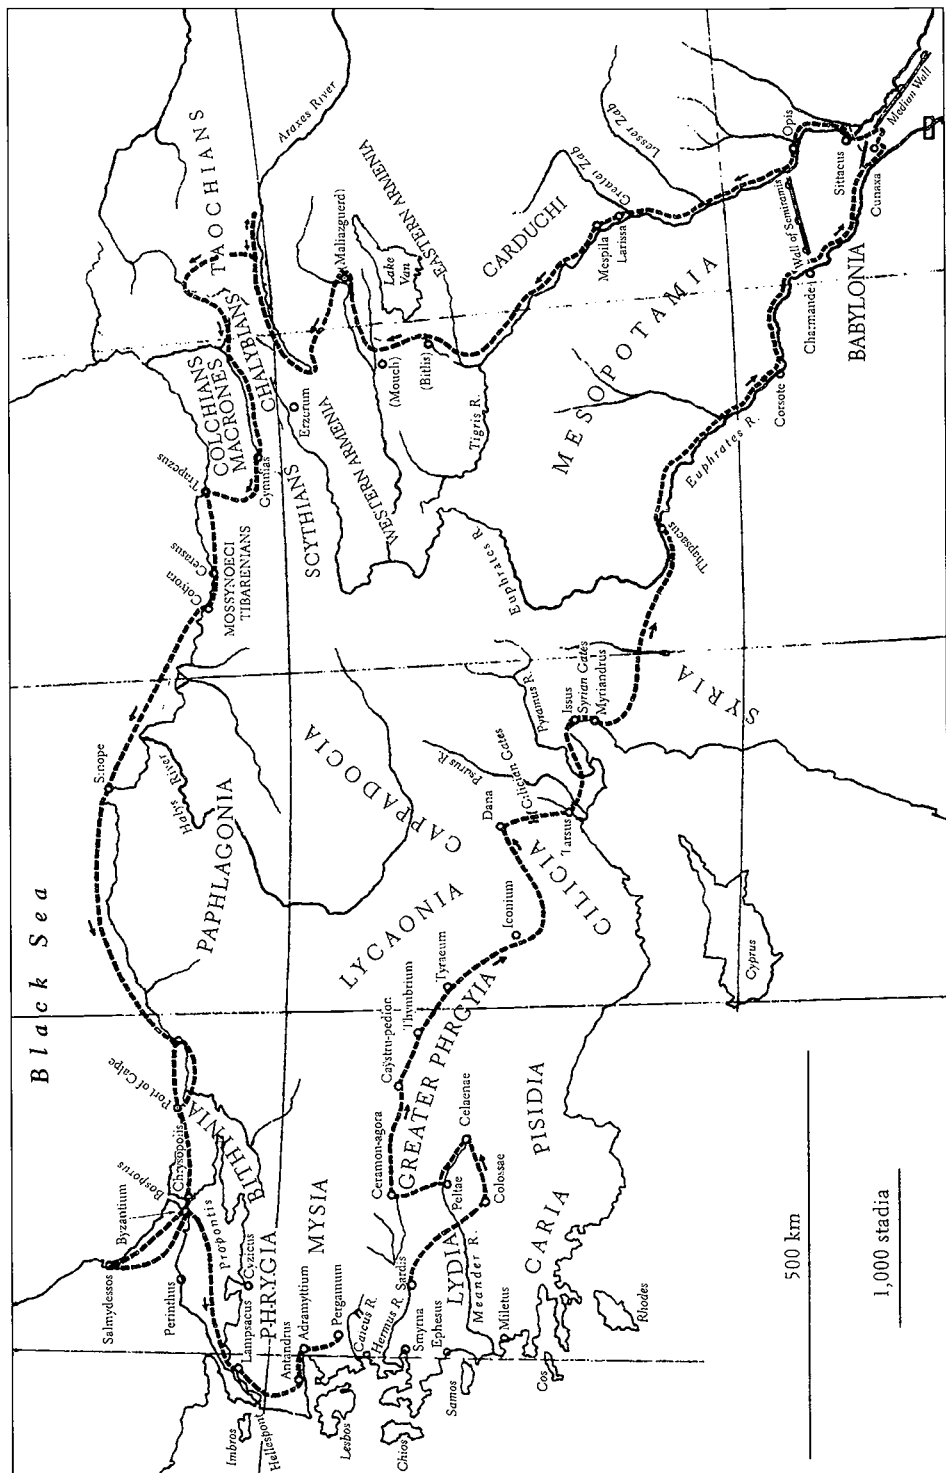 Black Sea
TAOCHIANS
Araxes River
COLCHIANS
MACRONES
CHALYBIANS
Trapezus
Gymnias
Erzerum
SCYTHIANS
WESTERN ARMENIA
EASTERN ARMENIA
(Maliazguerd)
Lake
Van
(Mouch)
(Bitlis)
Tigris R.
CARDUCHI
Mespila
Larissa
Greater Zab
Lesser Zab
MESOPOTAMIA
Opis
Wall of Semiramis
Sittacus
Median Wall
Cunaxa
Charmande
BABYLONIA
Corsote
Euphrates R.
Thapsacus
Euphrates R.
Cerasus
Cotyora
MOSSYNOECI
TIBARENIANS
Sinope
Halys River
PAPHLAGONIA
CAPPADOCIA
Pyramus R.
Psarus R.
Issus
Syrian Gates
Myriandrus
SYRIA
Dana
Cilician Gates
Tarsus
CILICIA
LYCAONIA
Iconium
Tyraeum
Thymbrium
Caÿstru-pedion
Ceramon-agora
GREATER PHRGYIA
Celaenae
Peltae
Colossae
PISIDIA
Cyprus
Port of Calpe
BITHYNIA
Chrysopolis
Bosporus
Byzantium
Propontis
Salmydessos
Perinthus
Cyzicus
Lampsacus
PHRYGIA
MYSIA
Antandrus
Adramyttium
Pergamum
Caicus R.
Hermus R.
Sardis
LYDIA
Meander R.
Smyrna
Ephesus
Miletus
CARIA
Imbros
Hellespont
Lesbos
Chios
Samos
Cos
Rhodes
500 km
1,000 stadia